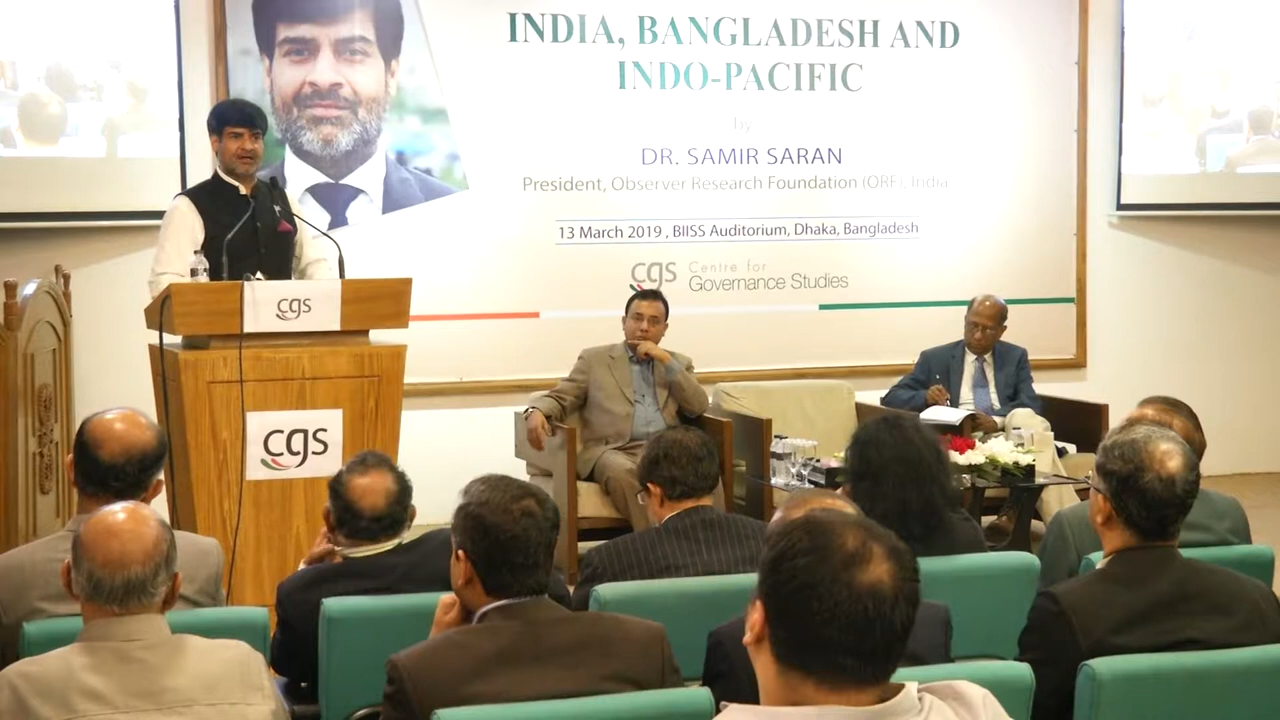 INDIA, BANGLADESH AND
INDO-PACIFIC
by
DR. SAMIR SARAN
President, Observer Research Foundation (ORF), India
13 March 2019 , BIISS Auditorium, Dhaka, Bangladesh
cgs Centre for
Governance Studies
cgs
cgs